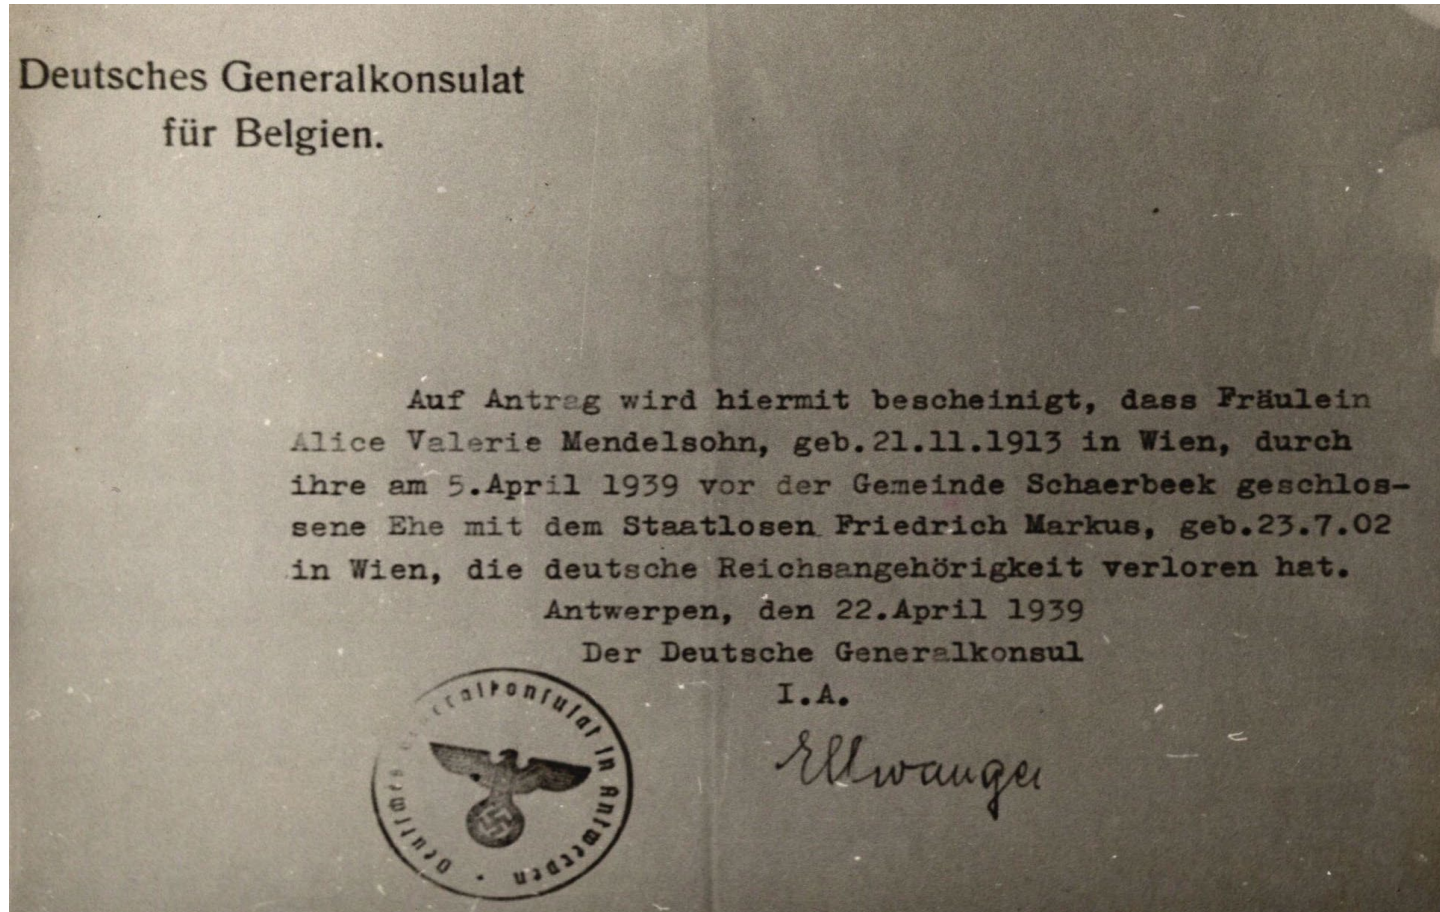 Deutsches Generalkonsulat
für Belgien.
Auf Antrag wird hiermit bescheinigt, dass Fräulein
Alice Valerie Mendelsohn, geb.21.11.1913 in Wien, durch
ihre am 5.April 1939 vor der Gemeinde Schaerbeek geschlos-
sene Ehe mit dem Staatlosen Friedrich Markus, geb.23.7.02
in Wien, die deutsche Reichsangehörigkeit verloren hat.
Antwerpen, den 22.April 1939
Der Deutsche Generalkonsul
I.A.
Ellwanger
Deutsches Generalkonsulat in Antwerpen